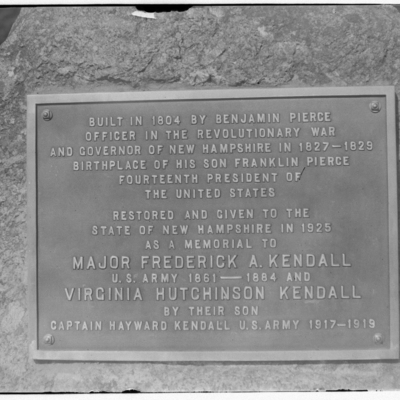 BUILT IN 1804 BY BENJAMIN PIERCE
OFFICER IN THE REVOLUTIONARY WAR
AND GOVERNOR OF NEW HAMPSHIRE IN 1827–1829
BIRTHPLACE OF HIS SON FRANKLIN PIERCE
FOURTEENTH PRESIDENT OF
THE UNITED STATES
RESTORED AND GIVEN TO THE
STATE OF NEW HAMPSHIRE IN 1925
AS A MEMORIAL TO
MAJOR FREDERICK A. KENDALL
U.S. ARMY 1861—1884 AND
VIRGINIA HUTCHINSON KENDALL
BY THEIR SON
CAPTAIN HAYWARD KENDALL U.S. ARMY 1917-1919